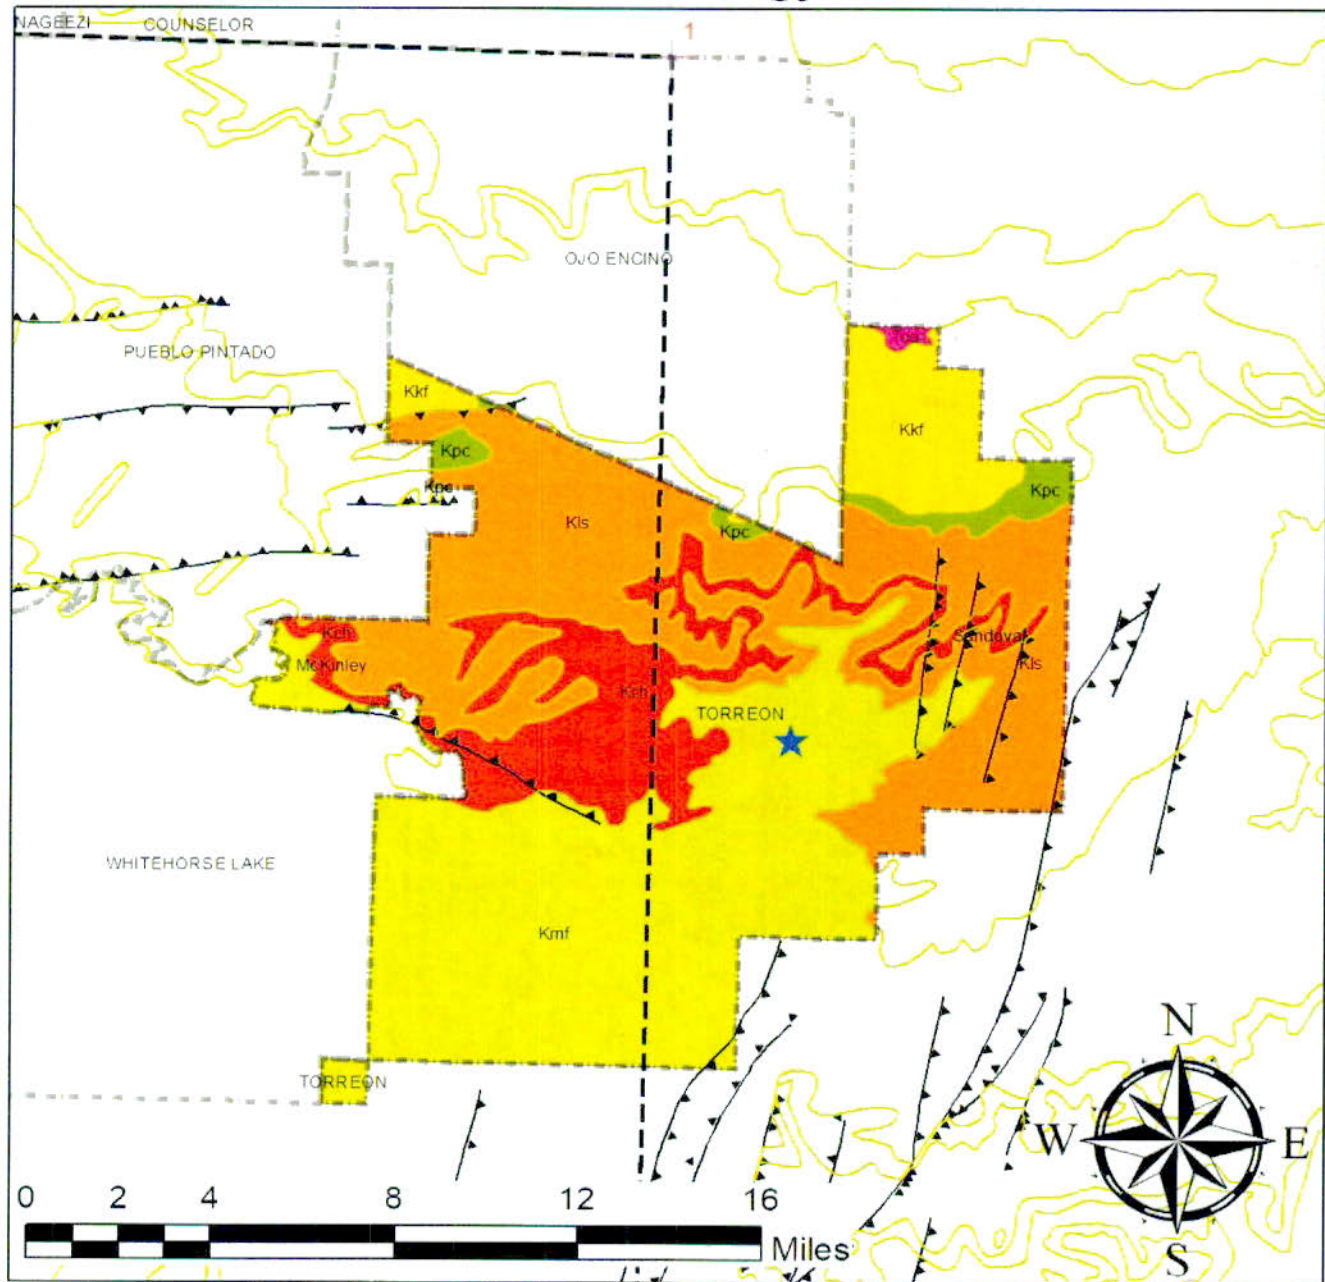 NAGEEZI
COUNSELOR
1
OJO ENCINO
PUEBLO PINTADO
Kkf
Kkf
Kpc
Kpc
Kpc
Kls
Kpc
Kch
McKinley
Sandoval
Kls
Kch
TORREON
WHITEHORSE LAKE
Kmf
TORREON
N
W
E
S
0 2 4 8 12 16
Miles